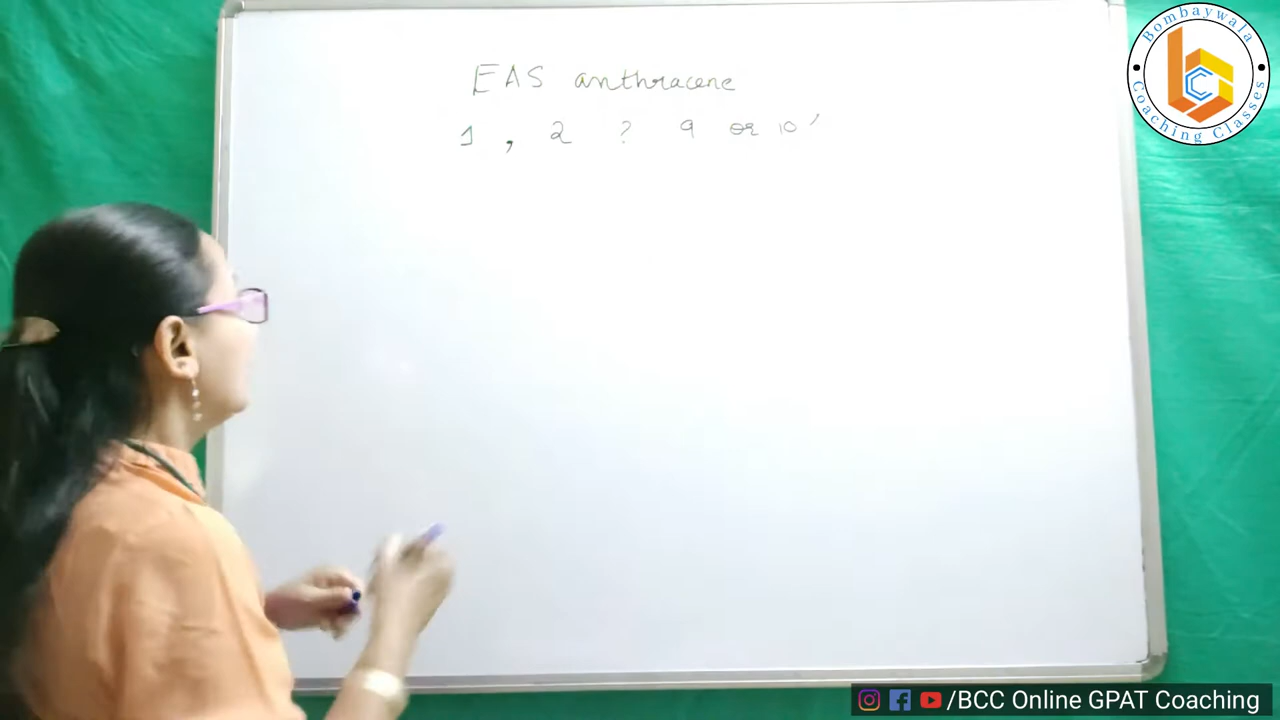 EAS anthracene
1 , 2 ? 9 or 10'
Bombaywala
Coaching Classes
/BCC Online GPAT Coaching